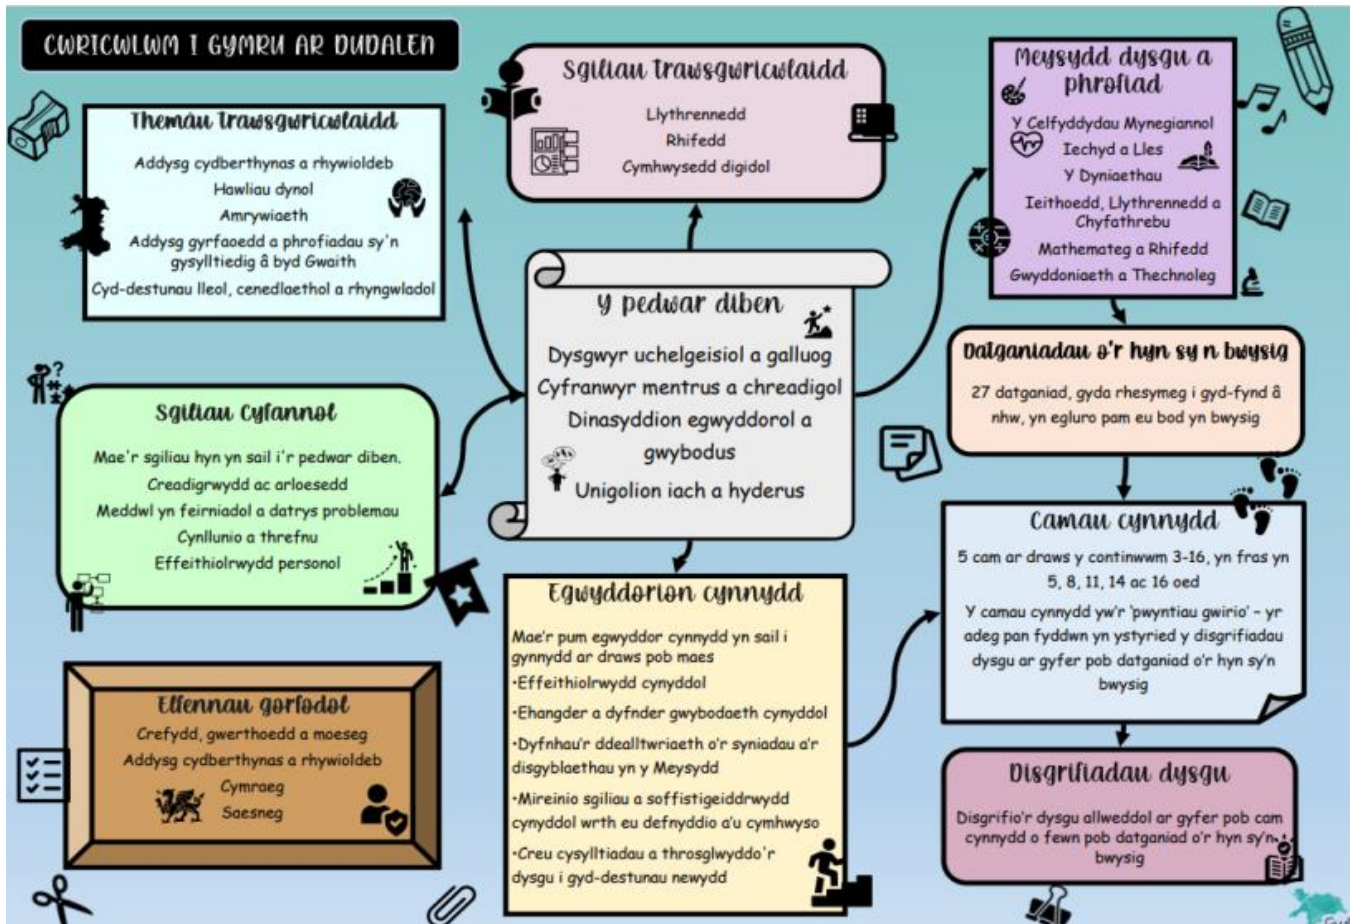 CWRICWLWM I GYMRU AR DUDALEN
Themâu trawsgwricwlaidd
Addysg cydberthynas a rhywioldeb
Hawliau dynol
Amrywiaeth
Addysg gyrfaoedd a phrofiadau sy'n
gysylltiedig â byd Gwaith
Cyd-destunau lleol, cenedlaethol a rhyngwladol
Sgiliau trawsgwricwlaidd
Llythrennedd
Rhifedd
Cymhwysedd digidol
Meysydd dysgu a
phrofiad
Y Celfyddydau Mynegiannol
Iechyd a Lles
Y Dyniaethau
Ieithoedd, Llythrennedd a
Chyfathrebu
Mathemateg a Rhifedd
Gwyddoniaeth a Thechnoleg
Y pedwar diben
Dysgwyr uchelgeisiol a galluog
Cyfranwyr mentrus a chreadigol
Dinasyddion egwyddorol a
gwybodus
Unigolion iach a hyderus
Datganiadau o'r hyn sy n bwysig
27 datganiad, gyda rhesymeg i gyd-fynd â
nhw, yn egluro pam eu bod yn bwysig
Sgiliau Cyfannol
Mae'r sgiliau hyn yn sail i'r pedwar diben.
Creadigrwydd ac arloesedd
Meddwl yn feirniadol a datrys problemau
Cynllunio a threfnu
Effeithiolrwydd personol
Camau cynnydd
5 cam ar draws y continwwm 3-16, yn fras yn
5, 8, 11, 14 ac 16 oed
Y camau cynnydd yw'r 'pwyntiau gwirio' – yr
adeg pan fyddwn yn ystyried y disgrifiadau
dysgu ar gyfer pob datganiad o'r hyn sy'n
bwysig
Egwyddorion cynnydd
Mae'r pum egwyddor cynnydd yn sail i
gynnydd ar draws pob maes
•Effeithiolrwydd cynyddol
•Ehangder a dyfnder gwybodaeth cynyddol
•Dyfnhau'r ddealltwriaeth o'r syniadau a'r
disgyblaethau yn y Meysydd
•Mireinio sgiliau a soffistigeiddrwydd
cynyddol wrth eu defnyddio a'u cymhwyso
•Creu cysylltiadau a throsglwyddo'r
dysgu i gyd-destunau newydd
Elfennau gorfodol
Crefydd, gwerthoedd a moeseg
Addysg cydberthynas a rhywioldeb
Cymraeg
Saesneg
Disgrifiadau dysgu
Disgrifio'r dysgu allweddol ar gyfer pob cam
cynnydd o fewn pob datganiad o'r hyn sy'n
bwysig